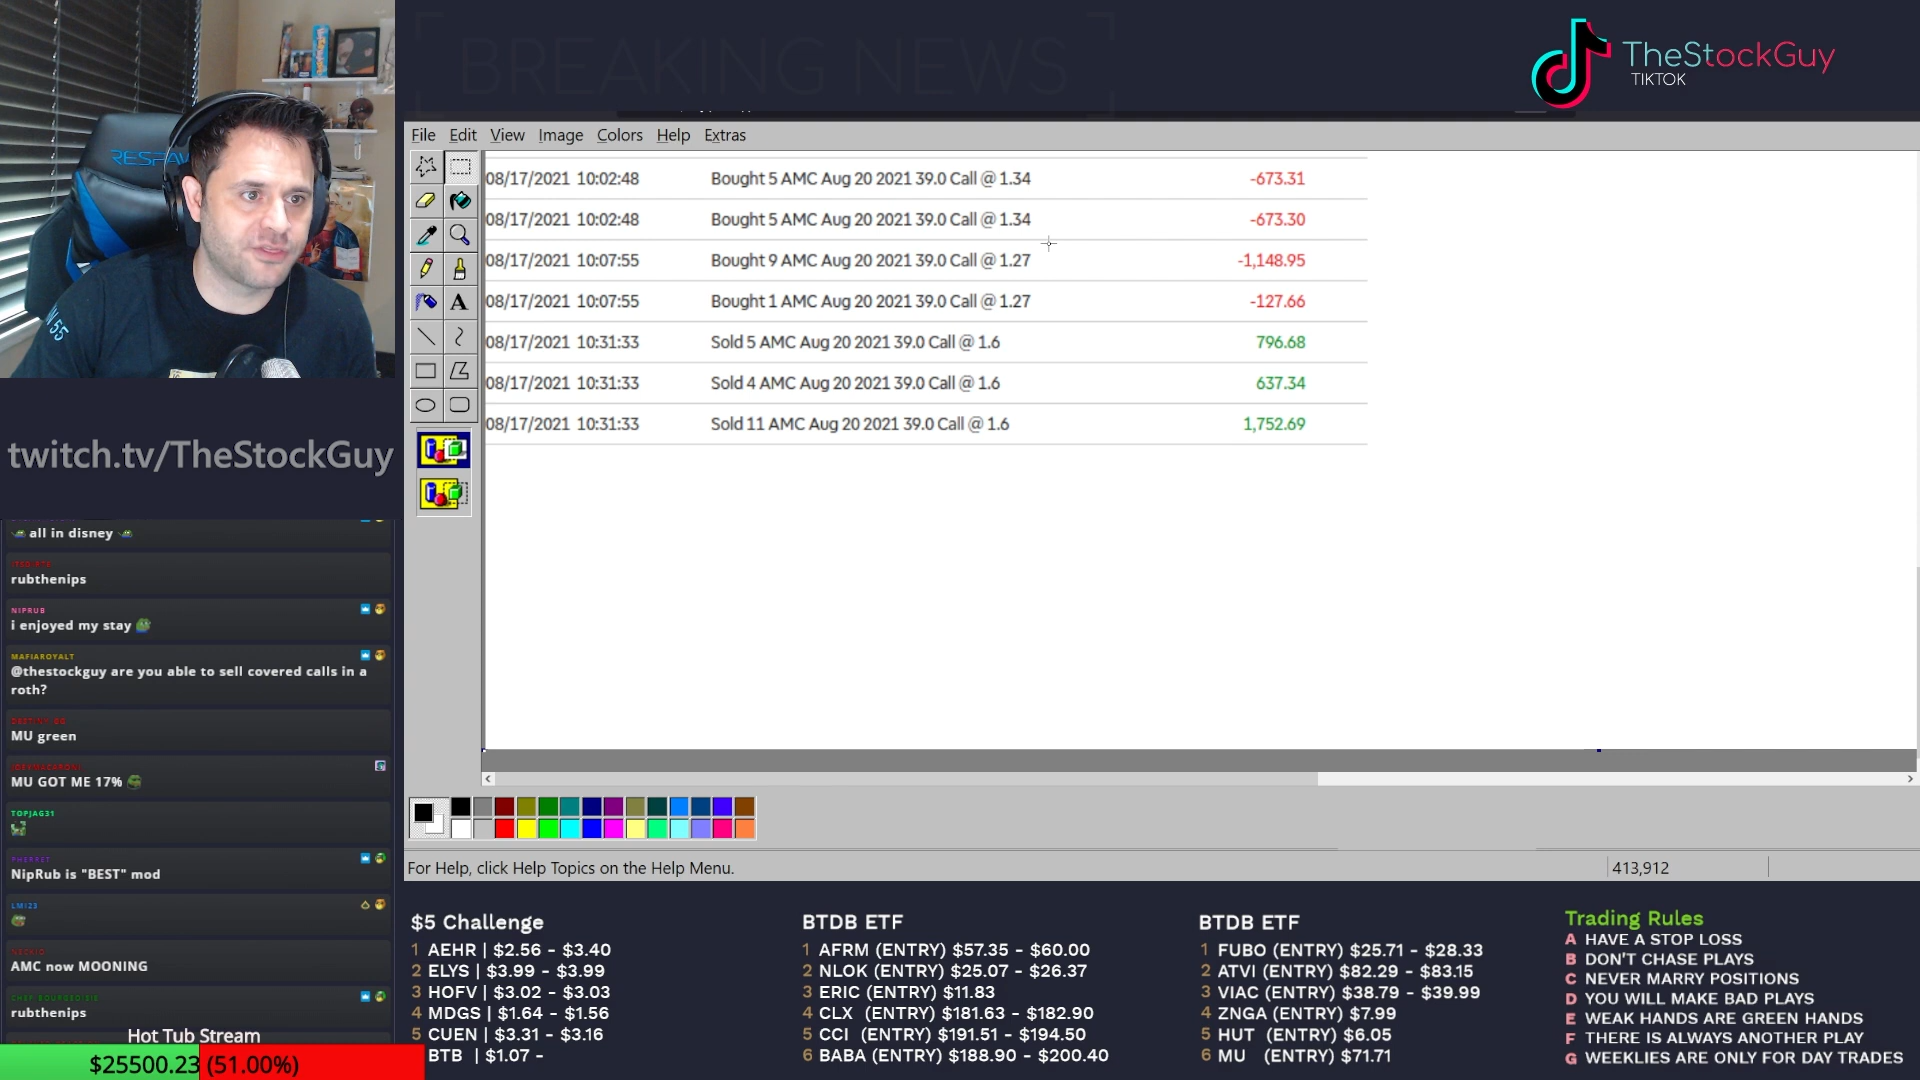 BREAKING NEWS
TheStockGuy
TIKTOK
RESPAW
File Edit View Image Colors Help Extras
08/17/2021 10:02:48 Bought 5 AMC Aug 20 2021 39.0 Call @ 1.34 -673.31
08/17/2021 10:02:48 Bought 5 AMC Aug 20 2021 39.0 Call @ 1.34 -673.30
08/17/2021 10:07:55 Bought 9 AMC Aug 20 2021 39.0 Call @ 1.27 -1,148.95
08/17/2021 10:07:55 Bought 1 AMC Aug 20 2021 39.0 Call @ 1.27 -127.66
08/17/2021 10:31:33 Sold 5 AMC Aug 20 2021 39.0 Call @ 1.6 796.68
08/17/2021 10:31:33 Sold 4 AMC Aug 20 2021 39.0 Call @ 1.6 637.34
08/17/2021 10:31:33 Sold 11 AMC Aug 20 2021 39.0 Call @ 1.6 1,752.69
A
twitch.tv/TheStockGuy
all in disney
rubthenips
NIPRUB
i enjoyed my stay
MAFIAROYALT
@thestockguy are you able to sell covered calls in a
roth?
MU green
MU GOT ME 17%
TOPJAG31
PHERRET
NipRub is "BEST" mod
LMI23
AMC now MOONING
rubthenips
Hot Tub Stream
$25500.23 (51.00%)
For Help, click Help Topics on the Help Menu.
413,912
$5 Challenge
1 AEHR | $2.56 - $3.40
2 ELYS | $3.99 - $3.99
3 HOFV | $3.02 - $3.03
4 MDGS | $1.64 - $1.56
5 CUEN | $3.31 - $3.16
BTB | $1.07 -
BTDB ETF
1 AFRM (ENTRY) $57.35 - $60.00
2 NLOK (ENTRY) $25.07 - $26.37
3 ERIC (ENTRY) $11.83
4 CLX (ENTRY) $181.63 - $182.90
5 CCI (ENTRY) $191.51 - $194.50
6 BABA (ENTRY) $188.90 - $200.40
BTDB ETF
1 FUBO (ENTRY) $25.71 - $28.33
2 ATVI (ENTRY) $82.29 - $83.15
3 VIAC (ENTRY) $38.79 - $39.99
4 ZNGA (ENTRY) $7.99
5 HUT (ENTRY) $6.05
6 MU (ENTRY) $71.71
Trading Rules
A HAVE A STOP LOSS
B DON'T CHASE PLAYS
C NEVER MARRY POSITIONS
D YOU WILL MAKE BAD PLAYS
E WEAK HANDS ARE GREEN HANDS
F THERE IS ALWAYS ANOTHER PLAY
G WEEKLIES ARE ONLY FOR DAY TRADES